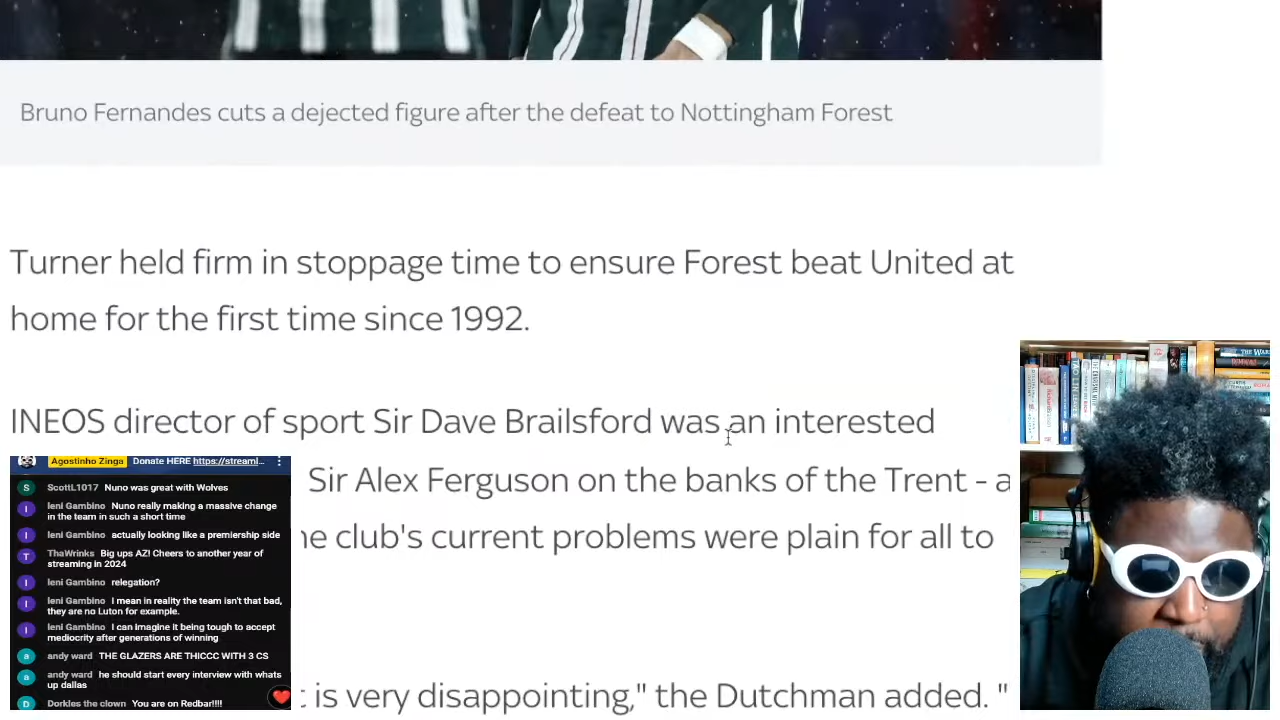 Bruno Fernandes cuts a dejected figure after the defeat to Nottingham Forest
Turner held firm in stoppage time to ensure Forest beat United at
home for the first time since 1992.
INEOS director of sport Sir Dave Brailsford was an interested
Sir Alex Ferguson on the banks of the Trent - a
he club's current problems were plain for all to
t is very disappointing," the Dutchman added. "
Agostinho Zinga Donate HERE https://streaml...
S ScottL1017 Nuno was great with Wolves
I Ieni Gambino Nuno really making a massive change
in the team in such a short time
I Ieni Gambino actually looking like a premiership side
T ThaWrinks Big ups AZ! Cheers to another year of
streaming in 2024
I Ieni Gambino relegation?
I Ieni Gambino I mean in reality the team isn't that bad,
they are no Luton for example.
I Ieni Gambino I can imagine it being tough to accept
mediocrity after generations of winning
a andy ward THE GLAZERS ARE THICCC WITH 3 CS
a andy ward he should start every interview with whats
up dallas
D Dorkles the clown You are on Redbar!!!!